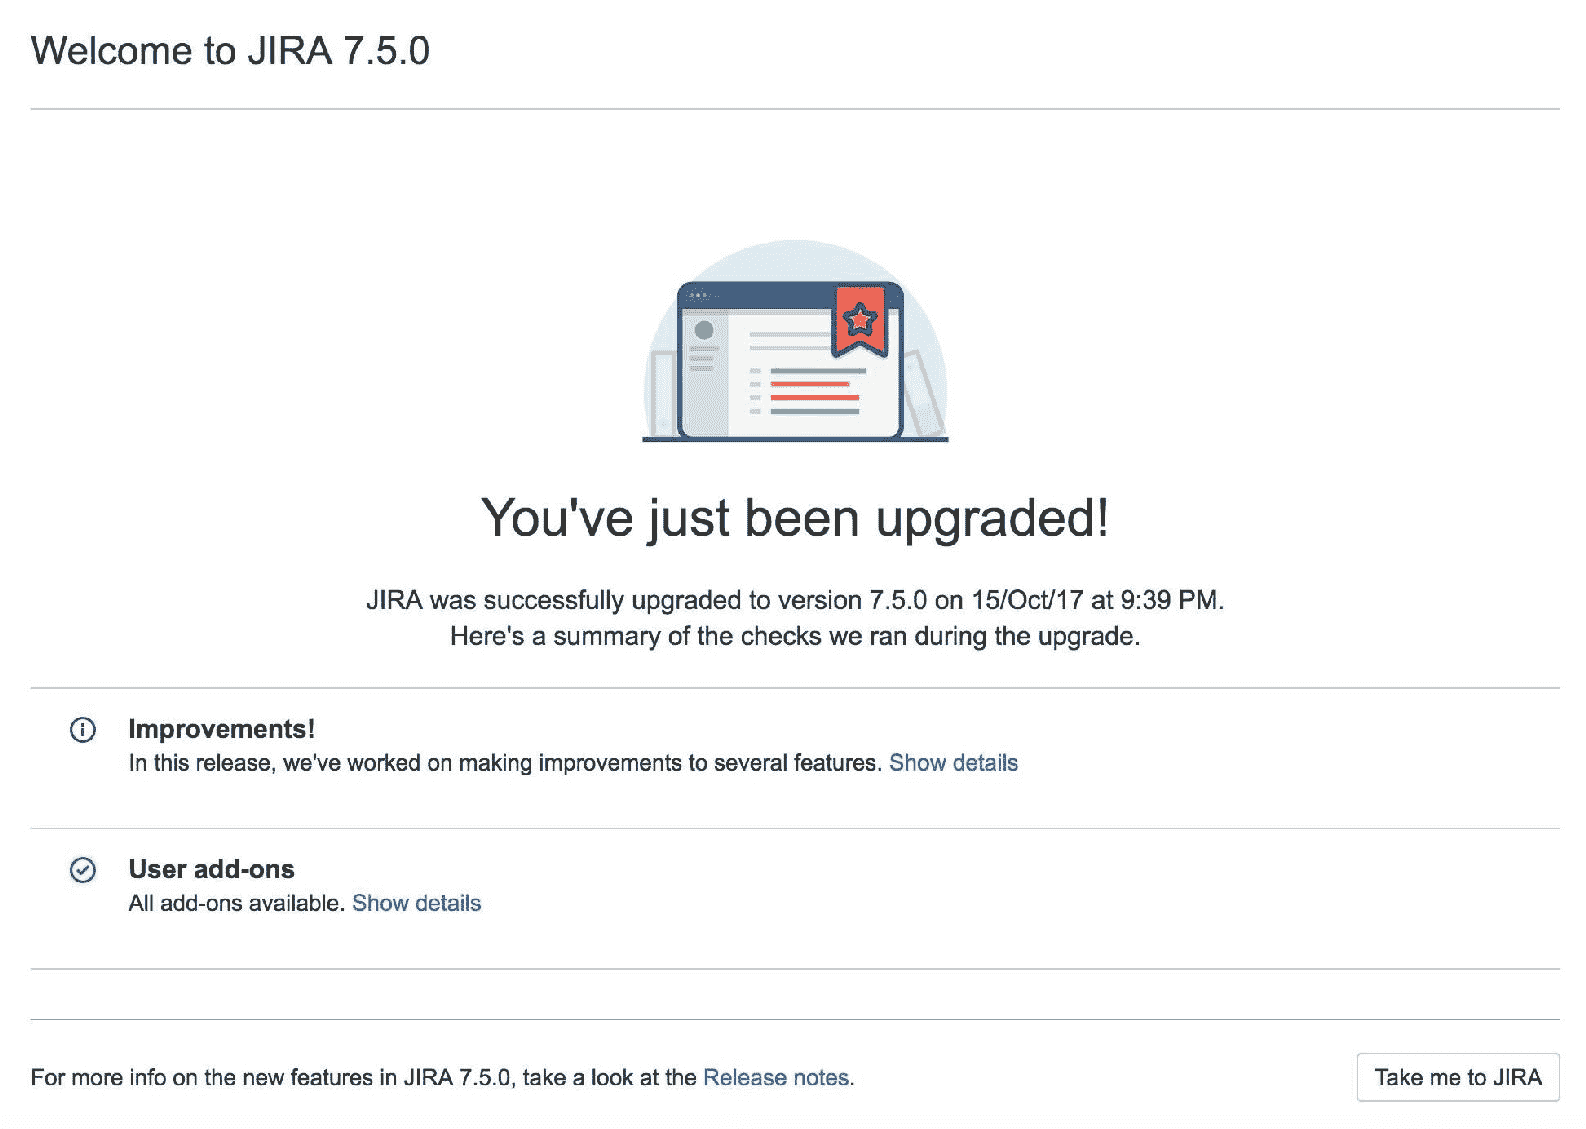 Welcome to JIRA 7.5.0
You've just been upgraded!
JIRA was successfully upgraded to version 7.5.0 on 15/Oct/17 at 9:39 PM.
Here's a summary of the checks we ran during the upgrade.
Improvements!
In this release, we've worked on making improvements to several features. Show details
User add-ons
All add-ons available. Show details
For more info on the new features in JIRA 7.5.0, take a look at the Release notes.
Take me to JIRA